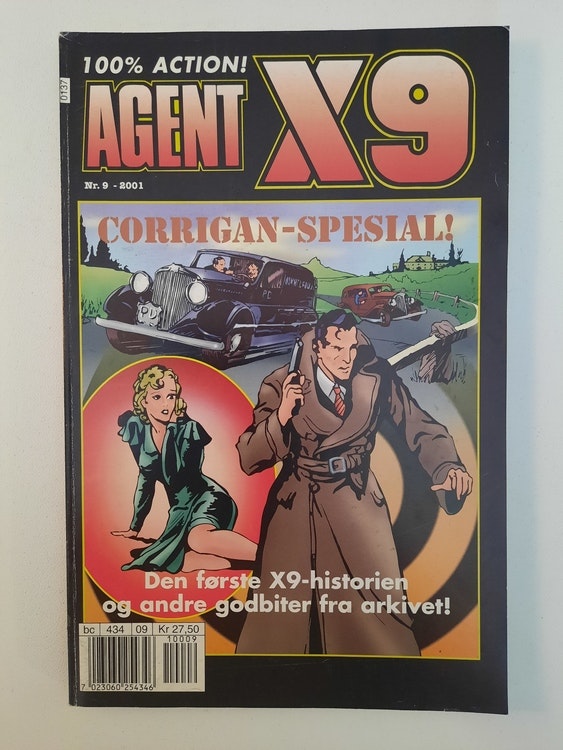 100% ACTION!
0137
AGENT X9
Nr. 9 - 2001
CORRIGAN-SPESIAL!
PD
Den første X9-historien
og andre godbiter fra arkivet!
bc 434 09 Kr 27,50
10009
7 023060 254346